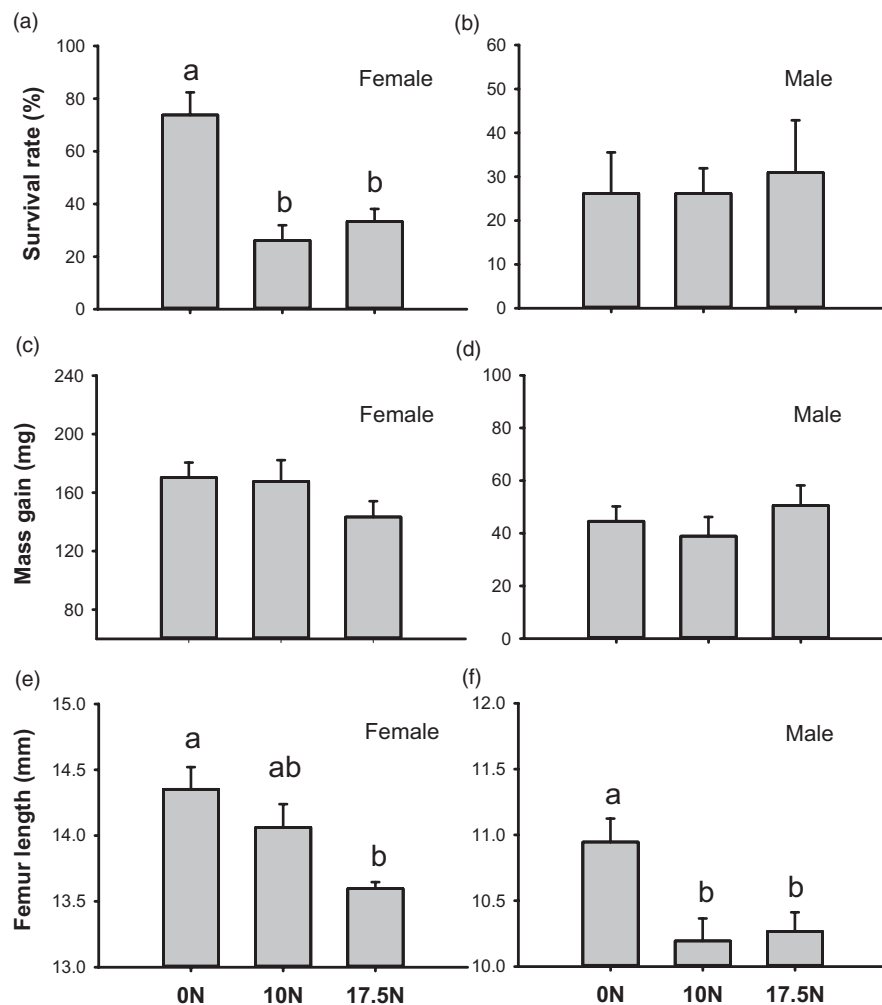 (a)
Survival rate (%)
100
80
60
40
20
0
Female
a
b
b
(b)
60
50
40
30
20
10
0
Male
(c)
Mass gain (mg)
240
200
160
120
80
Female
(d)
100
80
60
40
20
0
Male
(e)
Femur length (mm)
15.0
14.5
14.0
13.5
13.0
Female
a
ab
b
0N 10N 17.5N
(f)
12.0
11.5
11.0
10.5
10.0
Male
a
b
b
0N 10N 17.5N